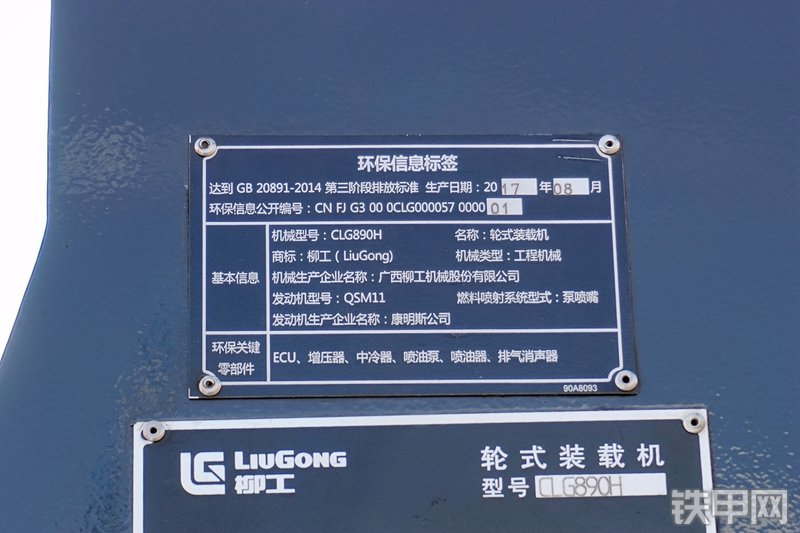 环保信息标签
达到 GB 20891-2014 第三阶段排放标准 生产日期：2017年08月
环保信息公开编号：CN FJ G3 00 0CLG000057 0000 01
基本信息
机械型号：CLG890H 名称：轮式装载机
商标：柳工（LiuGong） 机械类型：工程机械
机械生产企业名称：广西柳工机械股份有限公司
发动机型号：QSM11 燃料喷射系统型式：泵喷嘴
发动机生产企业名称：康明斯公司
环保关键
零部件
ECU、增压器、中冷器、喷油泵、喷油器、排气消声器
90A8093
LIUGONG
柳工
轮式装载机
型号 CLG890H
铁甲网